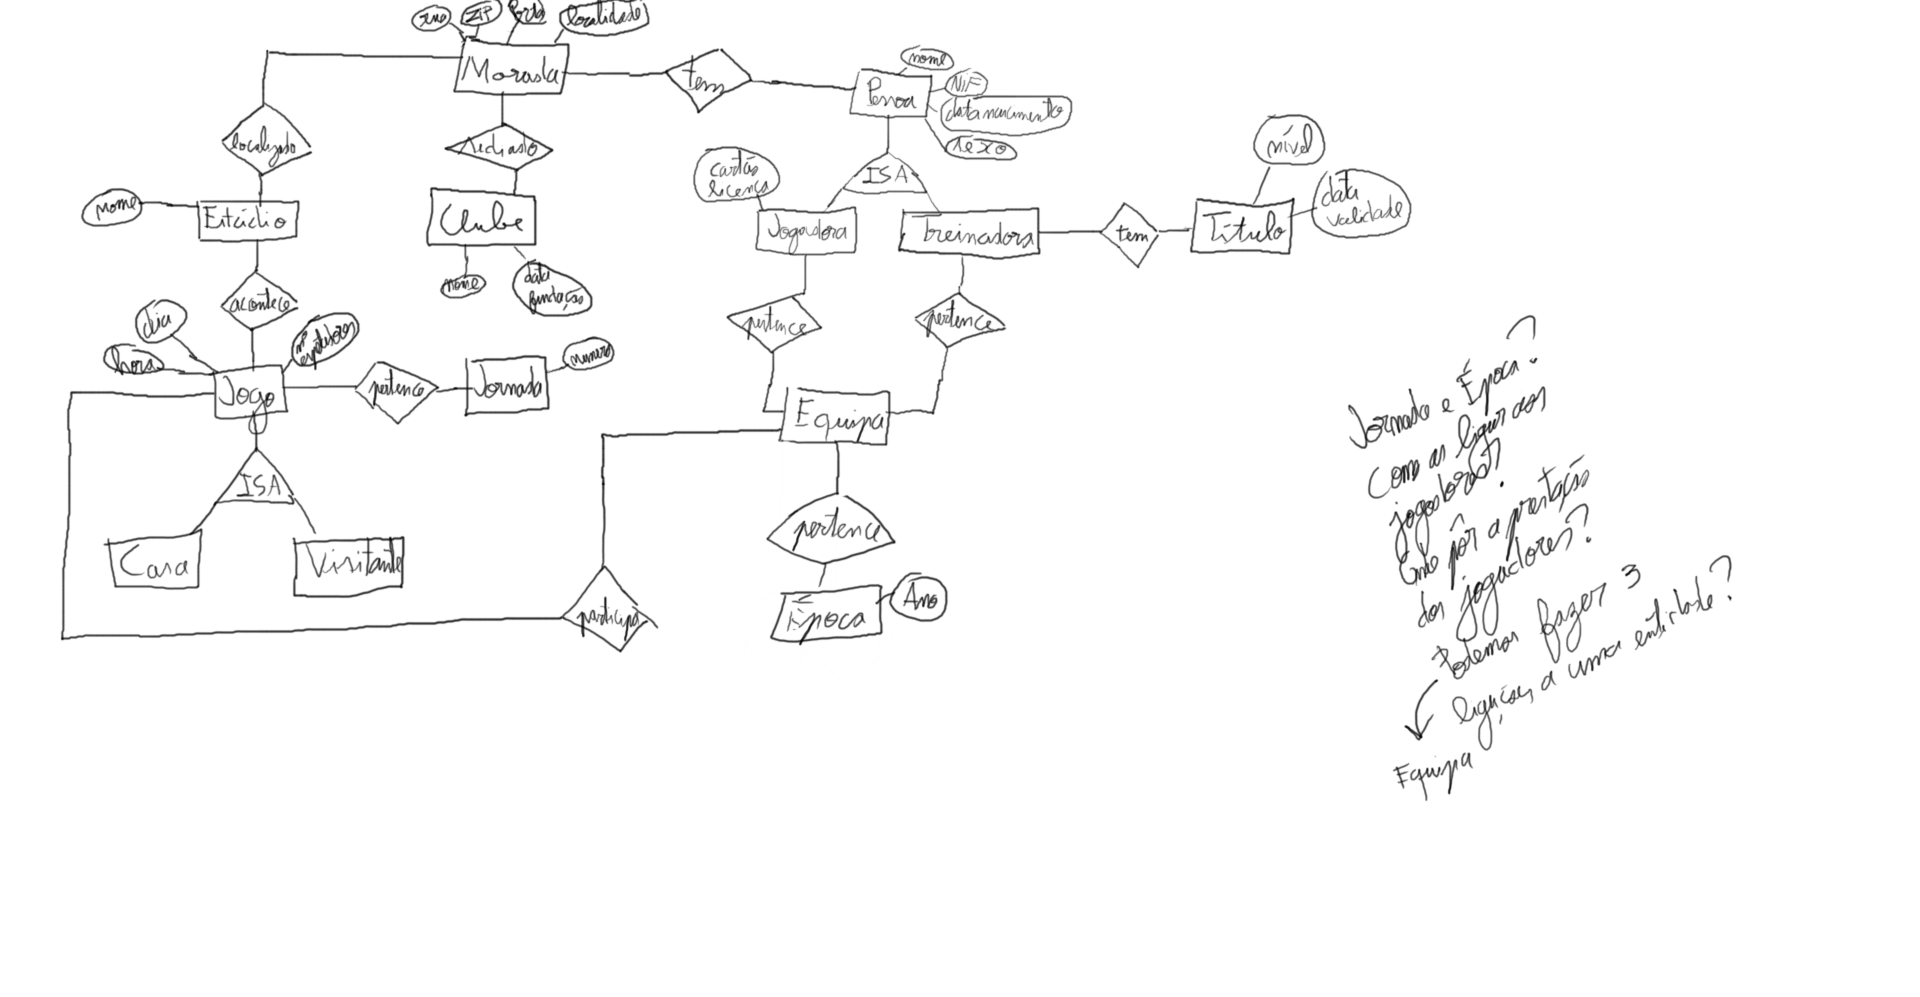 rua
ZIP
Porta
localidade
Morada
tem
nome
Pessoa
NIF
data nascimento
sexo
localizado
sediado
ISA
cartão
licença
nível
data
validade
nome
Estádio
Clube
Jogadora
Treinadora
tem
Título
nome
data
fundação
acontece
dia
hora
nº
espetadores
pertence
pertence
Jogo
pertence
Jornada
numero
Equipa
ISA
Casa
Visitante
pertence
participa
Época
Ano
Jornada e Época?
Como as ligar aos
jogadores?
Onde pôr a prestação
dos jogadores?
Podemos fazer 3
ligações a uma entidade?
Equipa